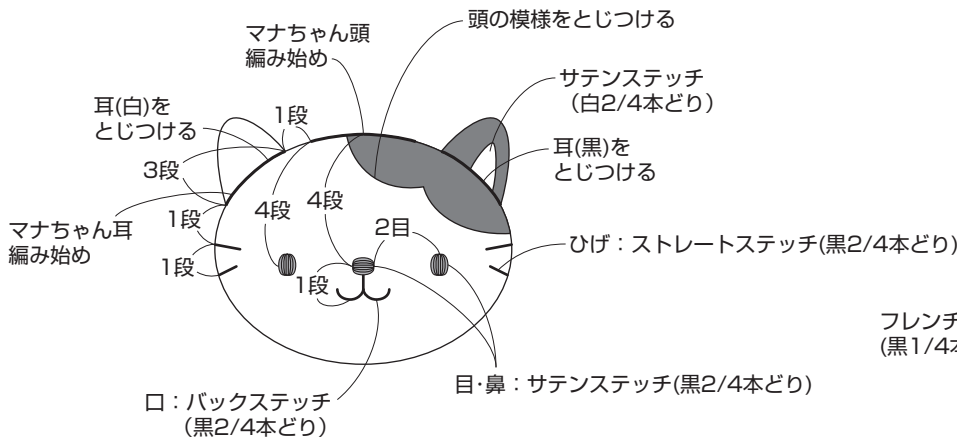 頭の模様をとじつける
マナちゃん頭
編み始め
サテンステッチ
（白2/4本どり）
耳(白)を
とじつける
1段
耳(黒)を
とじつける
3段
4段
4段
マナちゃん耳
編み始め
1段
2目
ひげ：ストレートステッチ(黒2/4本どり)
1段
1段
フレンチ
(黒1/4本
目・鼻：サテンステッチ(黒2/4本どり)
口：バックステッチ
（黒2/4本どり）